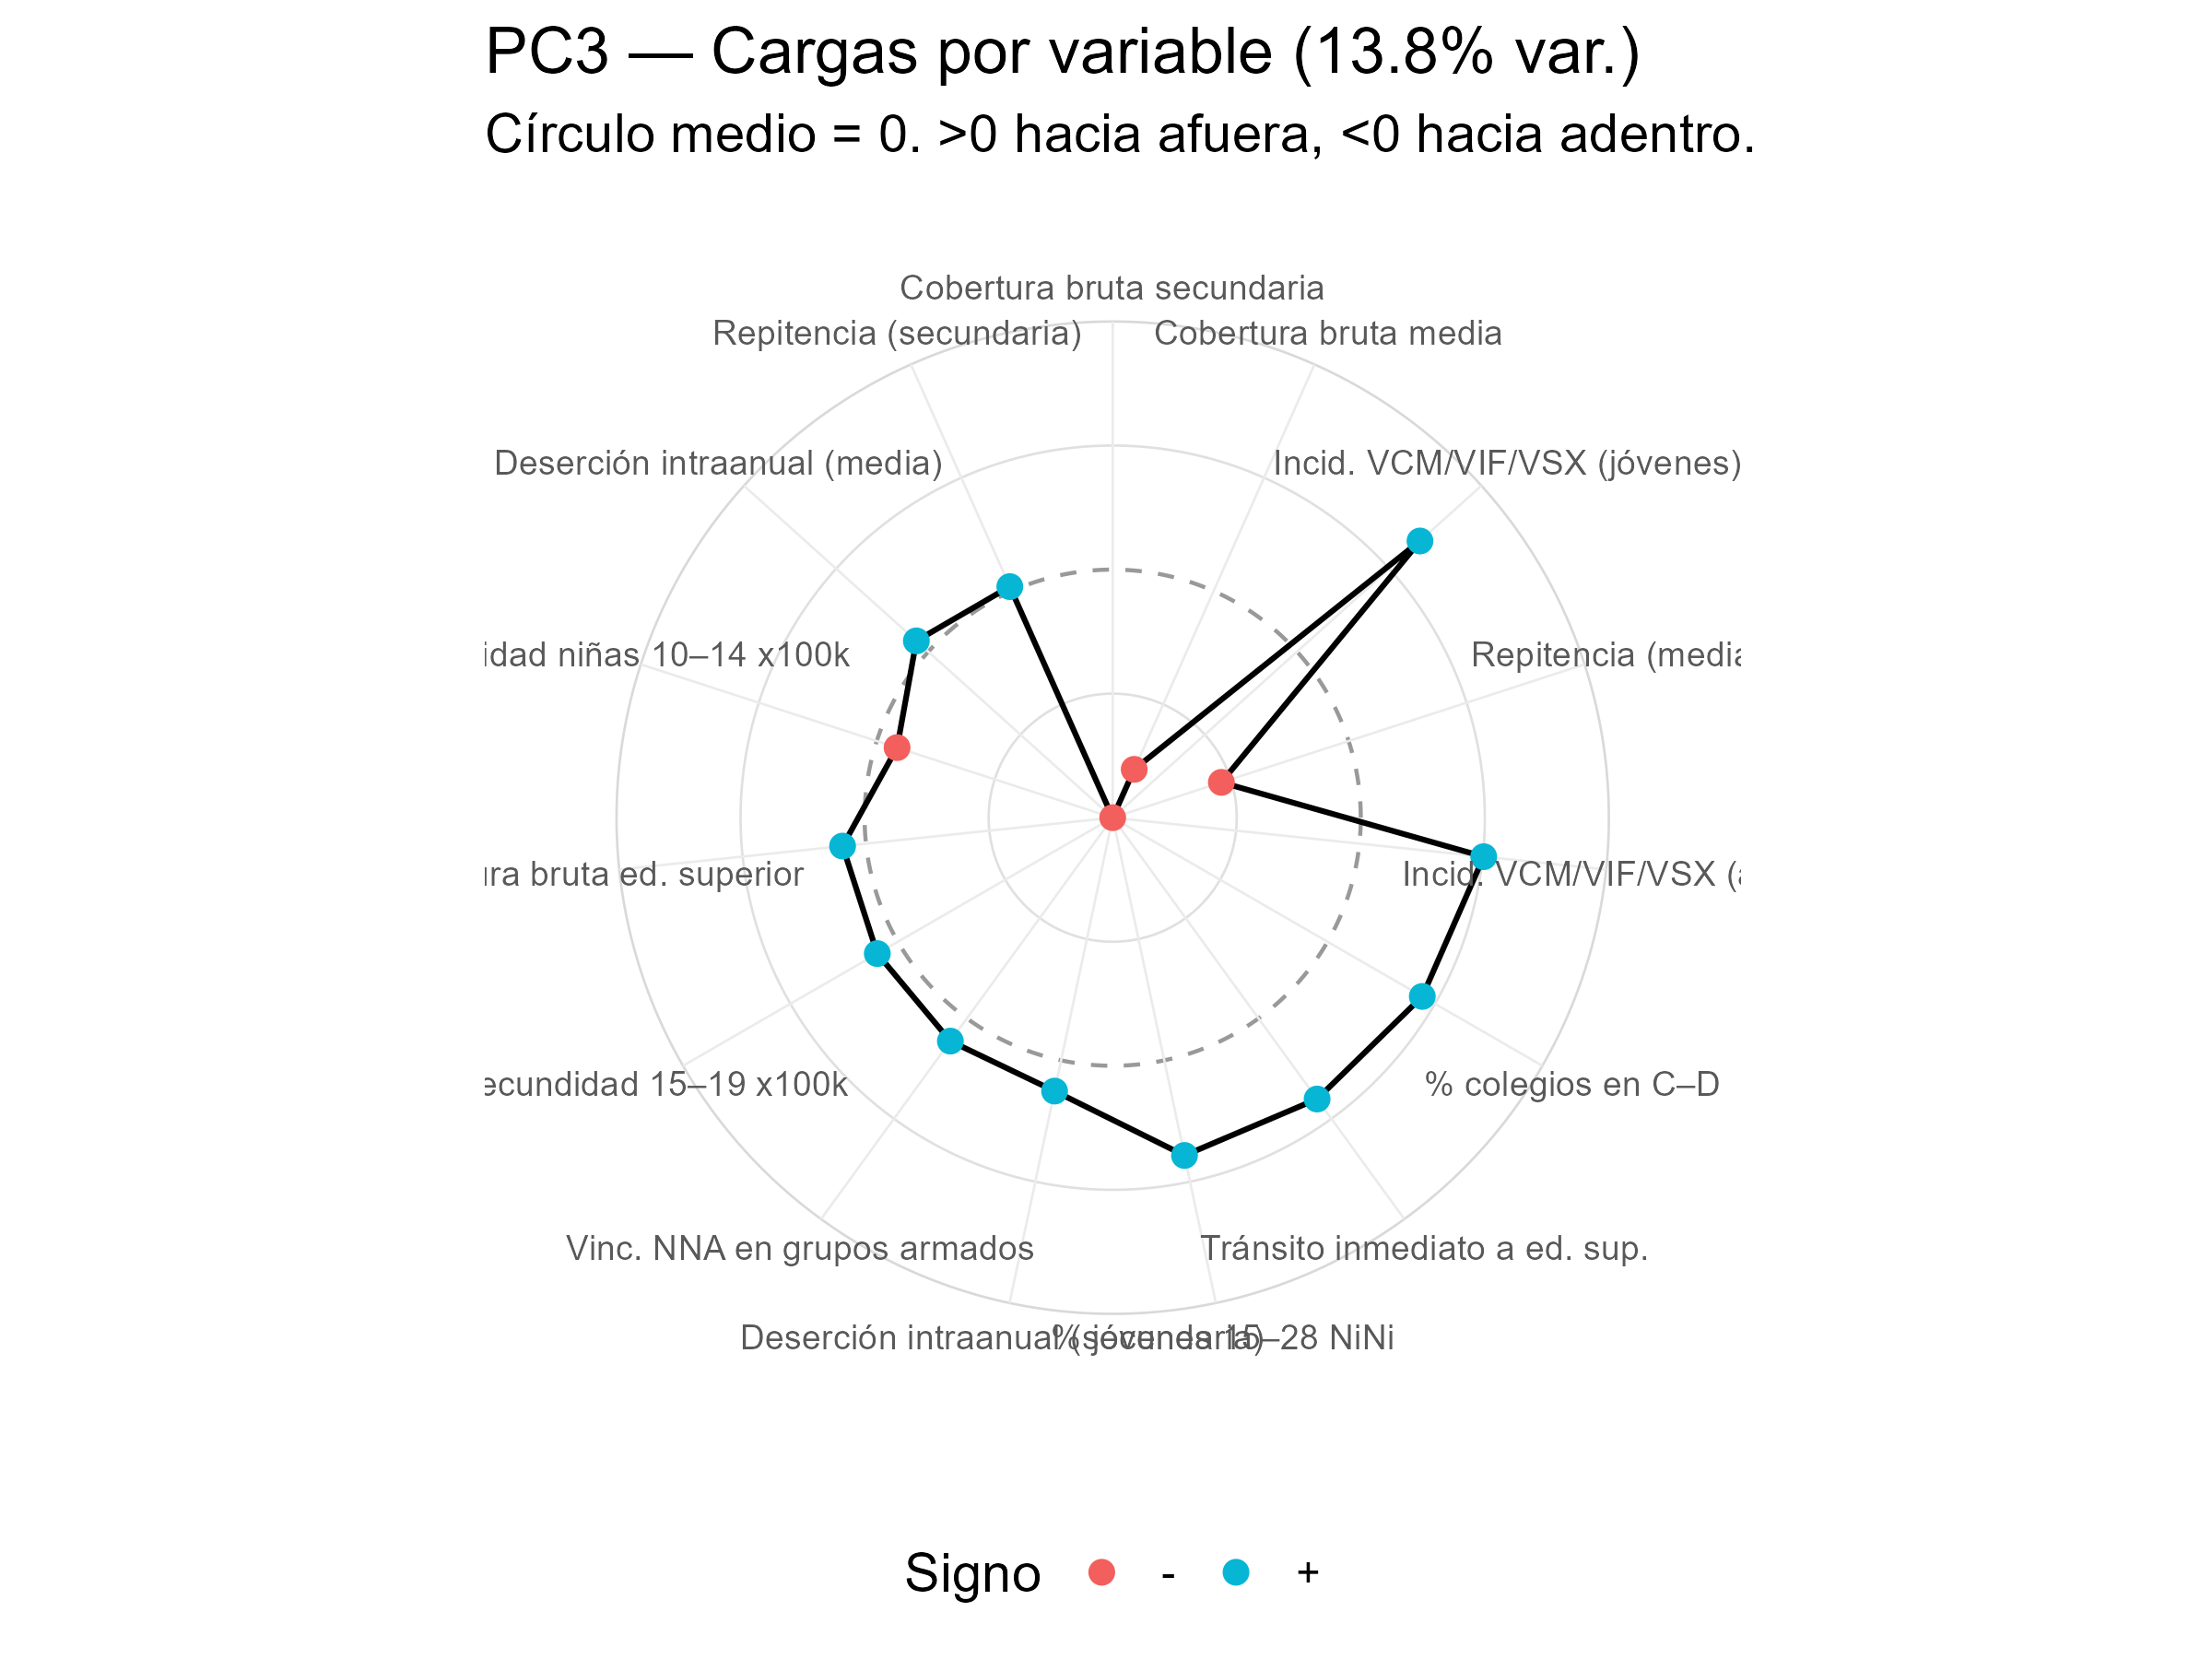 PC3 — Cargas por variable (13.8% var.)
Círculo medio = 0. >0 hacia afuera, <0 hacia adentro.
Cobertura bruta secundaria
Repitencia (secundaria)
Cobertura bruta media
Deserción intraanual (media)
Incid. VCM/VIF/VSX (jóvenes)
idad niñas 10–14 x100k
Repitencia (media
ura bruta ed. superior
Incid. VCM/VIF/VSX (a
ecundidad 15–19 x100k
% colegios en C–D
Vinc. NNA en grupos armados
Tránsito inmediato a ed. sup.
Deserción intraanual (secundaria)
% jóvenes 15–28 NiNi
Signo - +